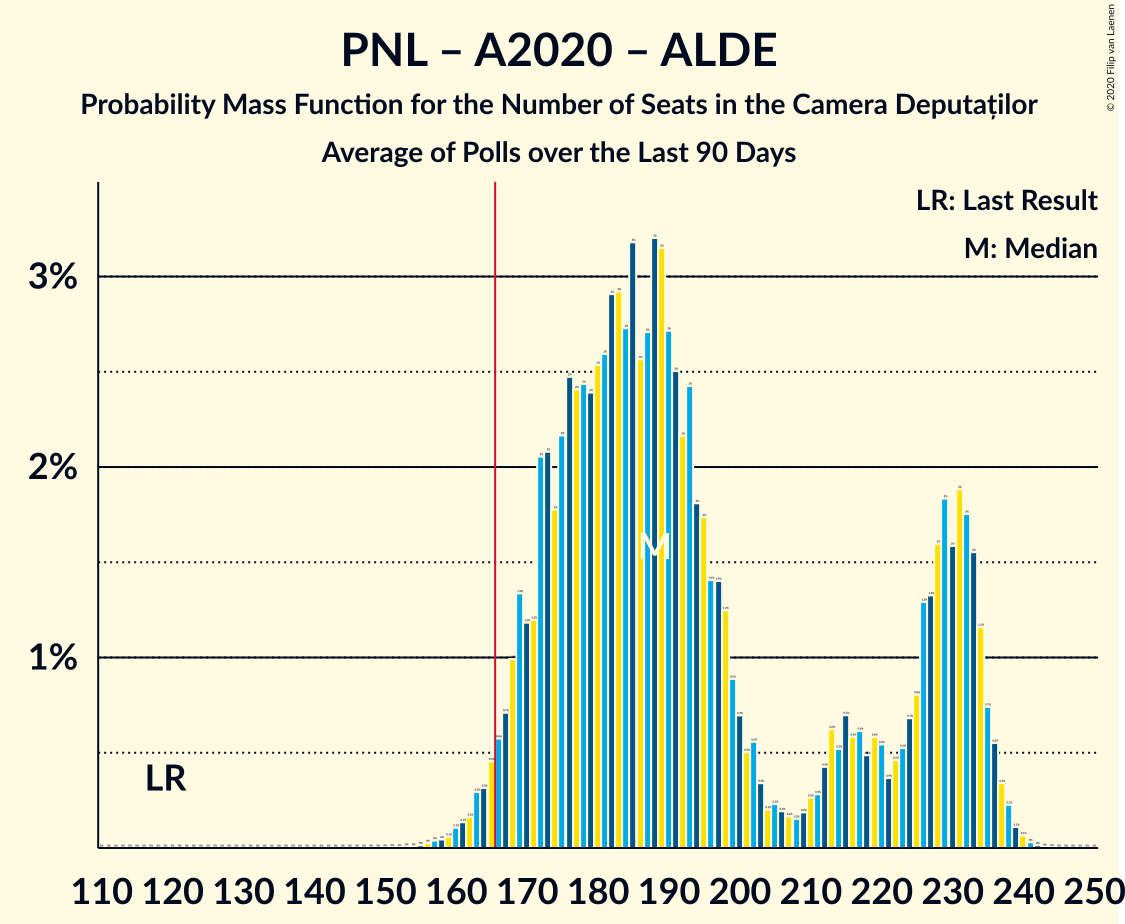 PNL – A2020 – ALDE
Probability Mass Function for the Number of Seats in the Camera Deputaților
Average of Polls over the Last 90 Days
© 2020 Filip van Laenen
LR: Last Result
M: Median
3%
2%
1%
LR
M
110 120 130 140 150 160 170 180 190 200 210 220 230 240 250